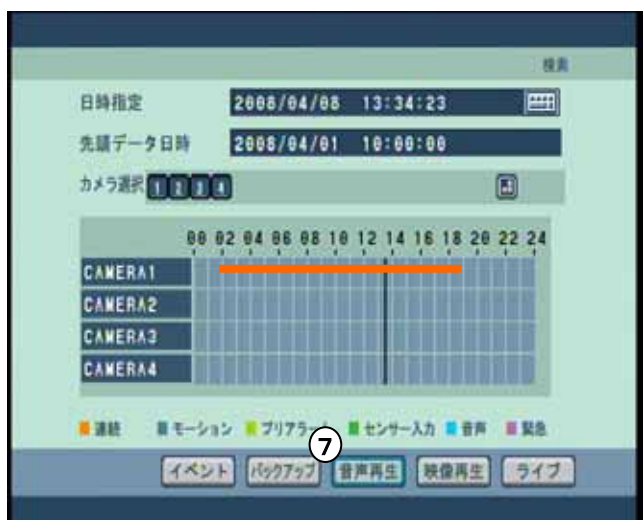 検索
日時指定 2008/04/08 13:34:23
先頭データ日時 2008/04/01 10:00:00
カメラ選択 1 2 3 4
00 02 04 06 08 10 12 14 16 18 20 22 24
CAMERA1
CAMERA2
CAMERA3
CAMERA4
連続 モーション プリアラート センサー入力 音声 緊急
7
イベント バックアップ 音声再生 映像再生 ライブ